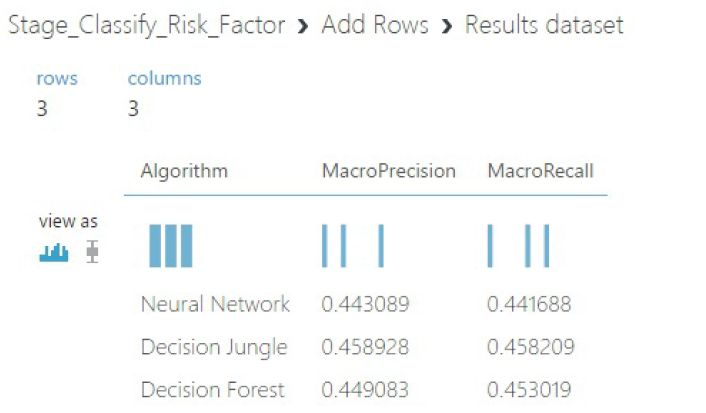 Stage_Classify_Risk_Factor > Add Rows > Results dataset
rows columns
3 3
Algorithm MacroPrecision MacroRecall
view as
Neural Network 0.443089 0.441688
Decision Jungle 0.458928 0.458209
Decision Forest 0.449083 0.453019